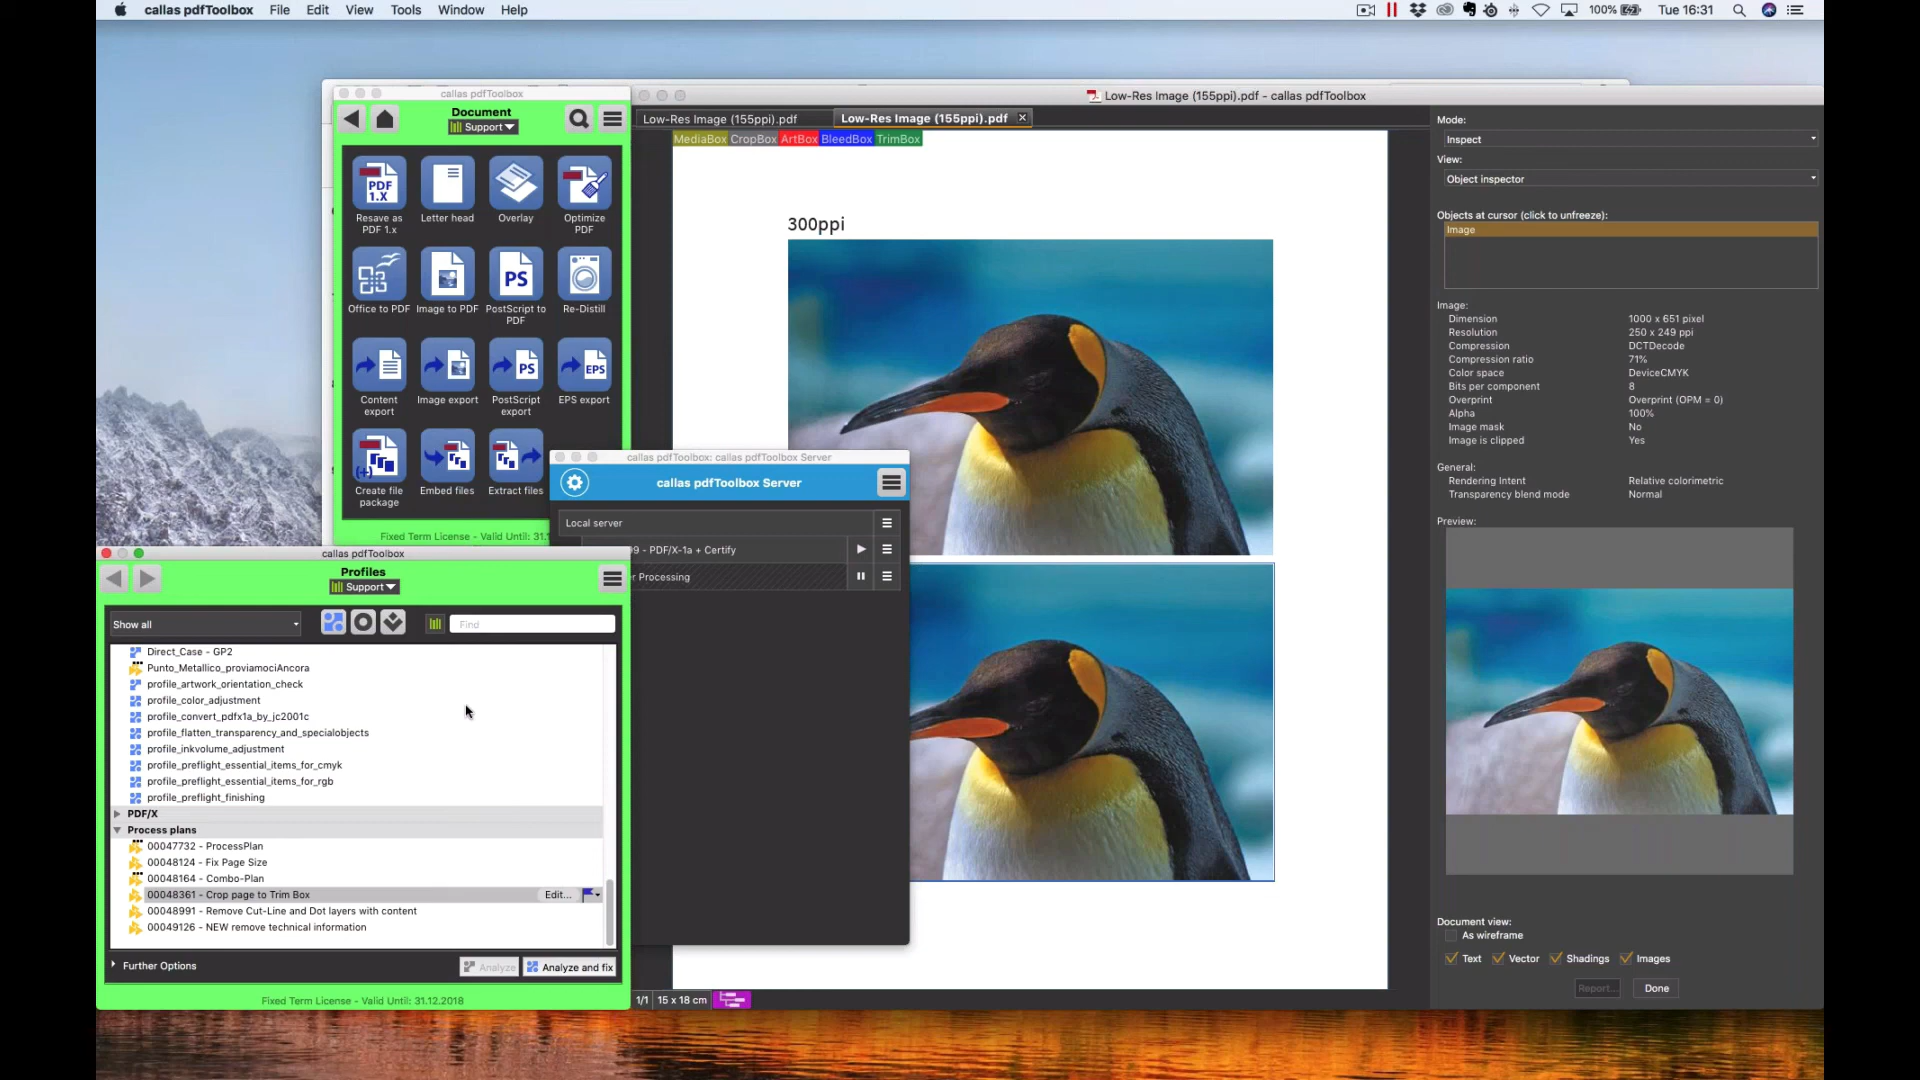 callas pdfToolbox File Edit View Tools Window Help
100% Tue 16:31
callas pdfToolbox
Document
Support
Resave as PDF 1.x
Letter head
Overlay
Optimize PDF
Office to PDF
Image to PDF
PostScript to PDF
Re-Distill
Content export
Image export
PostScript export
EPS export
Create file package
Embed files
Extract files
PDF 1.X
PS
PS
EPS
Fixed Term License - Valid Until: 31.1
Low-Res Image (155ppi).pdf - callas pdfToolbox
Low-Res Image (155ppi).pdf
Low-Res Image (155ppi).pdf
MediaBox CropBox ArtBox BleedBox TrimBox
300ppi
1/1 15 x 18 cm
callas pdfToolbox: callas pdfToolbox Server
callas pdfToolbox Server
Local server
99 - PDF/X-1a + Certify
r Processing
callas pdfToolbox
Profiles
Support
Show all
Find
Direct_Case - GP2
Punto_Metallico_proviamociAncora
profile_artwork_orientation_check
profile_color_adjustment
profile_convert_pdfx1a_by_jc2001c
profile_flatten_transparency_and_specialobjects
profile_inkvolume_adjustment
profile_preflight_essential_items_for_cmyk
profile_preflight_essential_items_for_rgb
profile_preflight_finishing
PDF/X
Process plans
00047732 - ProcessPlan
00048124 - Fix Page Size
00048164 - Combo-Plan
00048361 - Crop page to Trim Box Edit...
00048991 - Remove Cut-Line and Dot layers with content
00049126 - NEW remove technical information
Further Options
Analyze
Analyze and fix
Fixed Term License - Valid Until: 31.12.2018
Mode:
Inspect
View:
Object inspector
Objects at cursor (click to unfreeze):
Image
Image:
Dimension 1000 x 651 pixel
Resolution 250 x 249 ppi
Compression DCTDecode
Compression ratio 71%
Color space DeviceCMYK
Bits per component 8
Overprint Overprint (OPM = 0)
Alpha 100%
Image mask No
Image is clipped Yes
General:
Rendering Intent Relative colorimetric
Transparency blend mode Normal
Preview:
Document view:
As wireframe
Text Vector Shadings Images
Report...
Done